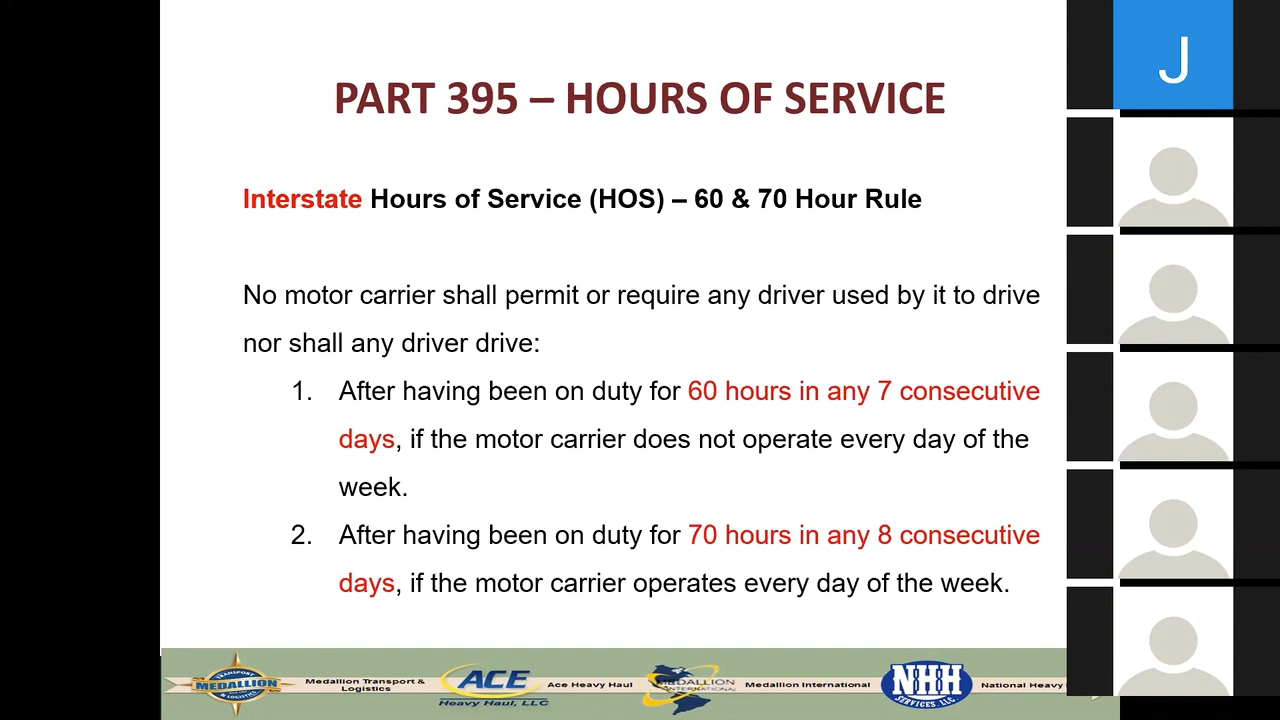 PART 395 – HOURS OF SERVICE
J
Interstate Hours of Service (HOS) – 60 & 70 Hour Rule
No motor carrier shall permit or require any driver used by it to drive
nor shall any driver drive:
1. After having been on duty for 60 hours in any 7 consecutive
days, if the motor carrier does not operate every day of the
week.
2. After having been on duty for 70 hours in any 8 consecutive
days, if the motor carrier operates every day of the week.
TRANSPORT
MEDALLION
& LOGISTICS
Medallion Transport &
Logistics
ACE
Heavy Haul, LLC
Ace Heavy Haul
MEDALLION
INTERNATIONAL
Medallion International
NHH
SERVICES, LLC
National Heavy